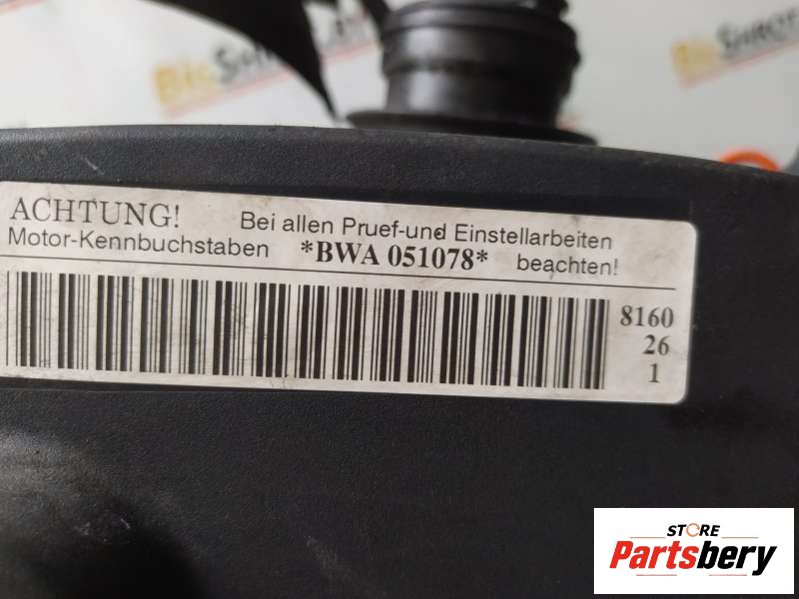 ACHTUNG! Bei allen Pruef-und Einstellarbeiten
Motor-Kennbuchstaben *BWA 051078* beachten!
8160
26
1
STORE
Partsbery